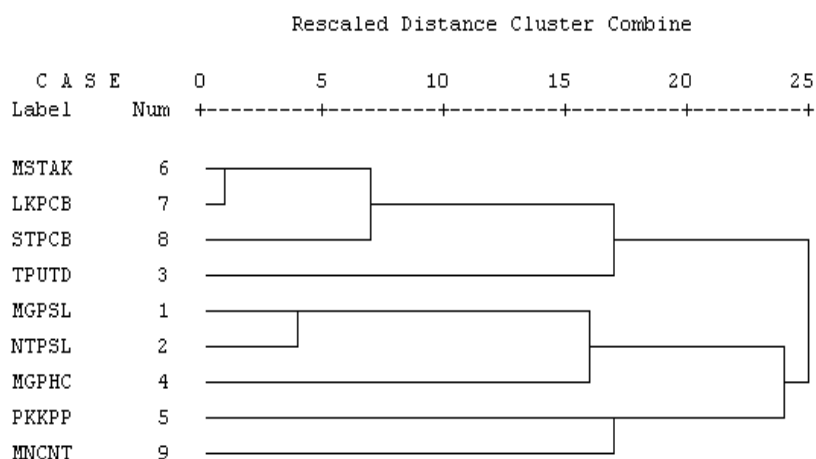 Rescaled Distance Cluster Combine
C A S E 0 5 10 15 20 25
Label Num +---------+---------+---------+---------+---------+
MSTAK 6
LKPCB 7
STPCB 8
TPUTD 3
MGPSL 1
NTPSL 2
MGPHC 4
PKKPP 5
MNCNT 9